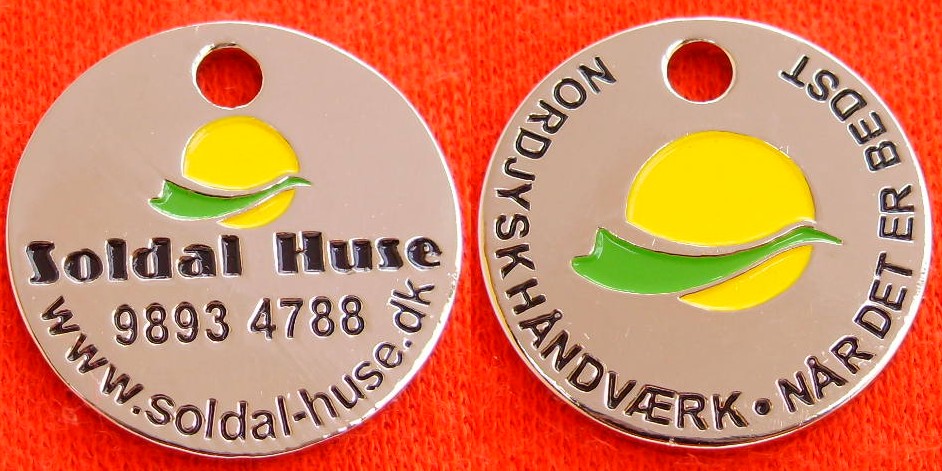 Soldal Huse
9893 4788
www.soldal-huse.dk
NORDJYSK HÅNDVÆRK • NÅR DET ER BEDST